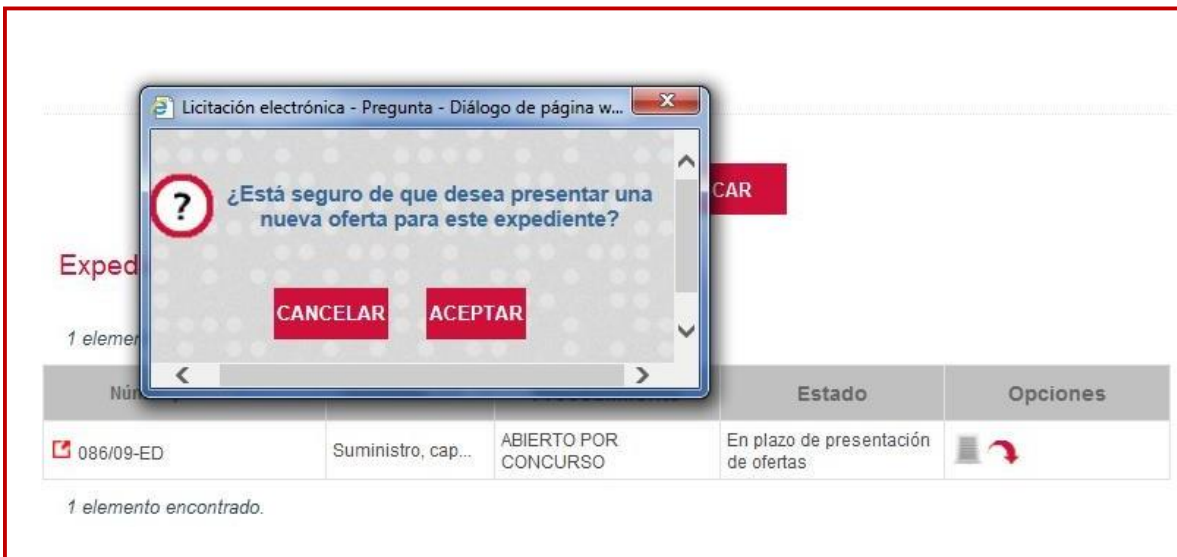 Licitación electrónica - Pregunta - Diálogo de página w...
¿Está seguro de que desea presentar una
nueva oferta para este expediente?
CAR
Exped
CANCELAR ACEPTAR
1 elemen
Estado Opciones
086/09-ED Suministro, cap... ABIERTO POR CONCURSO En plazo de presentación de ofertas
1 elemento encontrado.